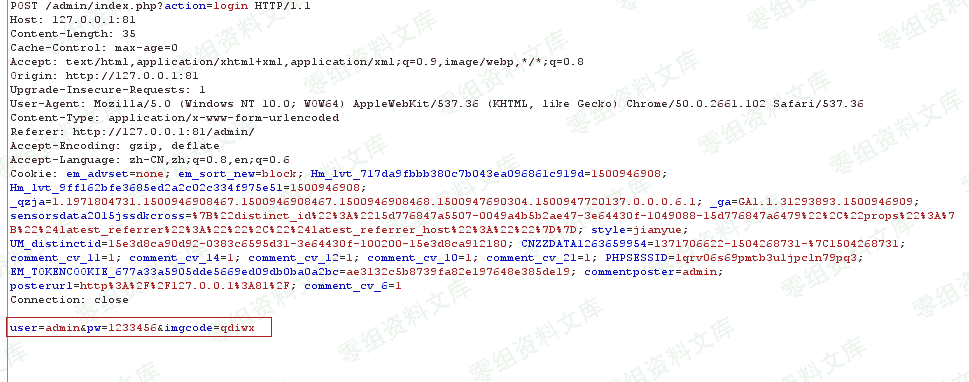 POST /admin/index.php?action=login HTTP/1.1
Host: 127.0.0.1:81
Content-Length: 35
Cache-Control: max-age=0
Accept: text/html,application/xhtml+xml,application/xml;q=0.9,image/webp,*/*;q=0.8
Origin: http://127.0.0.1:81
Upgrade-Insecure-Requests: 1
User-Agent: Mozilla/5.0 (Windows NT 10.0; WOW64) AppleWebKit/537.36 (KHTML, like Gecko) Chrome/50.0.2661.102 Safari/537.36
Content-Type: application/x-www-form-urlencoded
Referer: http://127.0.0.1:81/admin/
Accept-Encoding: gzip, deflate
Accept-Language: zh-CN,zh;q=0.8,en;q=0.6
Cookie: em_advset=none; em_sort_new=block; Hm_lvt_717da9fbbb380c7b043ea096861c919d=1500946908;
Hm_lvt_9ff162bfe3685ed2a2c02c334f975e51=1500946908;
_qzja=1.1971804731.1500946908467.1500946908467.1500946908468.1500947690304.1500947720137.0.0.0.6.1; _ga=GA1.1.31293893.1500946909;
sensorsdata2015jssdkcross=%7B%22distinct_id%22%3A%2215d776847a5507-0049a4b5b2ae47-3e64430f-1049088-15d776847a6479%22%2C%22props%22%3A%7
B%22%24latest_referrer%22%3A%22%22%2C%22%24latest_referrer_host%22%3A%22%22%7D%7D; style=jianyue;
UM_distinctid=15e3d8ca90d92-0383c6595d31-3e64430f-100200-15e3d8ca912180; CNZZDATA1263659954=1371706622-1504268731-%7C1504268731;
comment_cv_11=1; comment_cv_14=1; comment_cv_12=1; comment_cv_10=1; comment_cv_21=1; PHPSESSID=1qrv06s69pmtb3uljpcln79pq3;
EM_TOKENCOOKIE_677a33a5905dde5669ed09db0ba0a2bc=ae3132c5b8739fa82e197648e385de19; commentposter=admin;
posterurl=http%3A%2F%2F127.0.0.1%3A81%2F; comment_cv_6=1
Connection: close
user=admin&pw=1233456&imgcode=qdiwx
零组资料文库